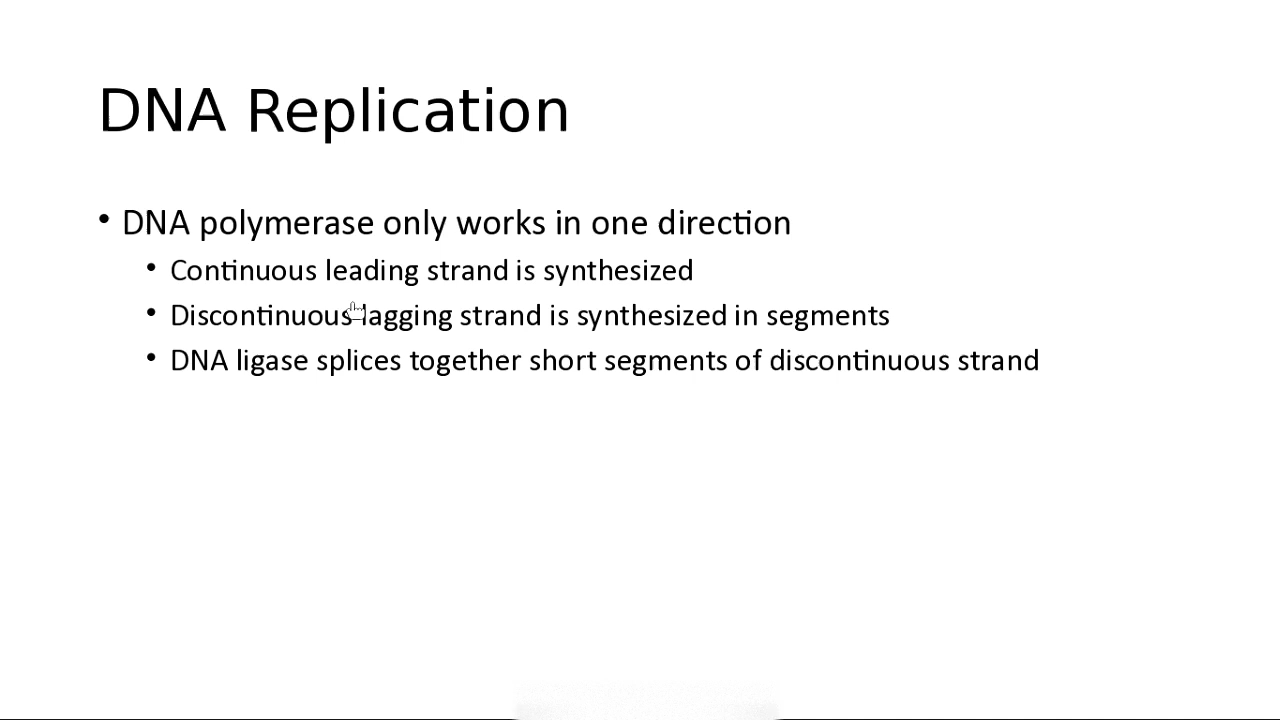 DNA Replication
• DNA polymerase only works in one direction
• Continuous leading strand is synthesized
• Discontinuous lagging strand is synthesized in segments
• DNA ligase splices together short segments of discontinuous strand